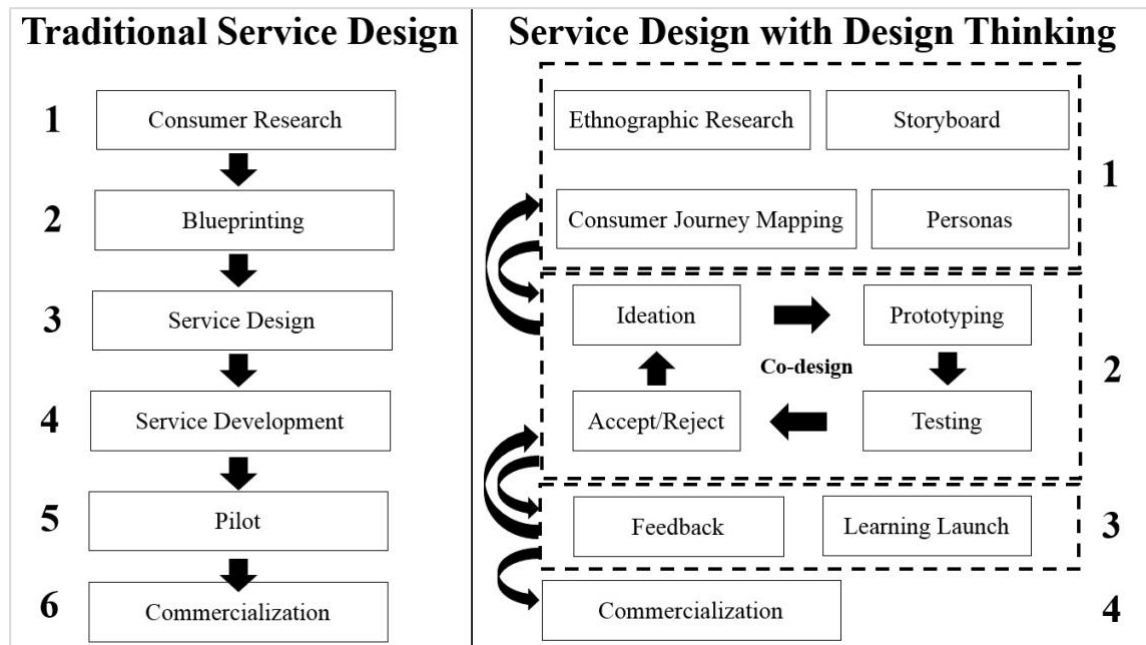 Traditional Service Design
1
Consumer Research
2
Blueprinting
3
Service Design
4
Service Development
5
Pilot
6
Commercialization
Service Design with Design Thinking
Ethnographic Research
Storyboard
1
Consumer Journey Mapping
Personas
Ideation
Prototyping
Co-design
2
Accept/Reject
Testing
Feedback
Learning Launch
3
Commercialization
4